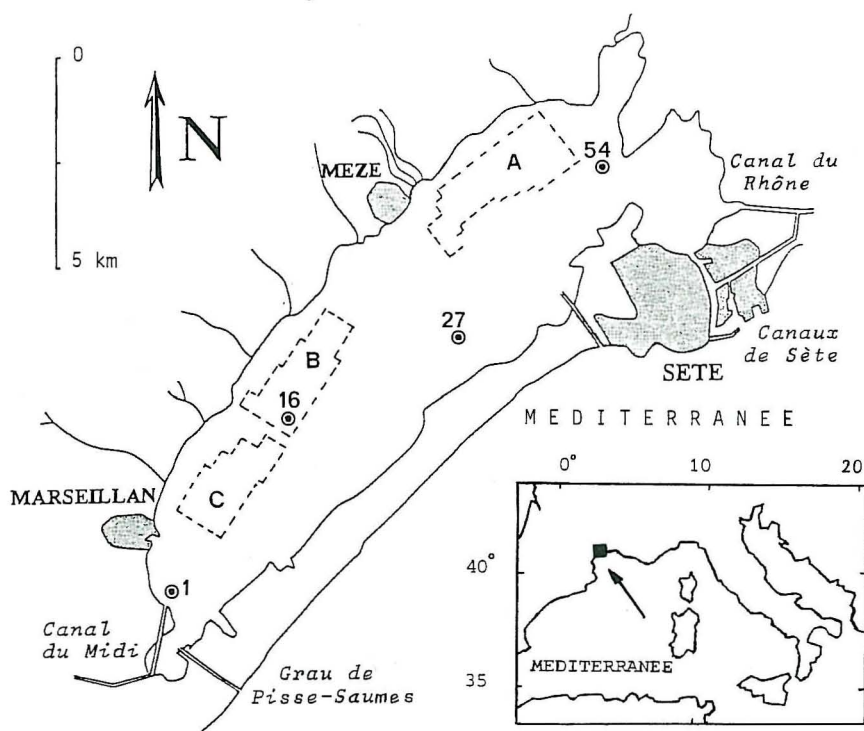 0
N
5 km
MEZE
A
54
Canal du
Rhône
27
B
16
Canaux
de Sète
SETE
MEDITERRANEE
MARSEILLAN
C
1
Canal
du Midi
Grau de
Pisse-Saumes
0° 10 20
40°
35
MEDITERRANEE